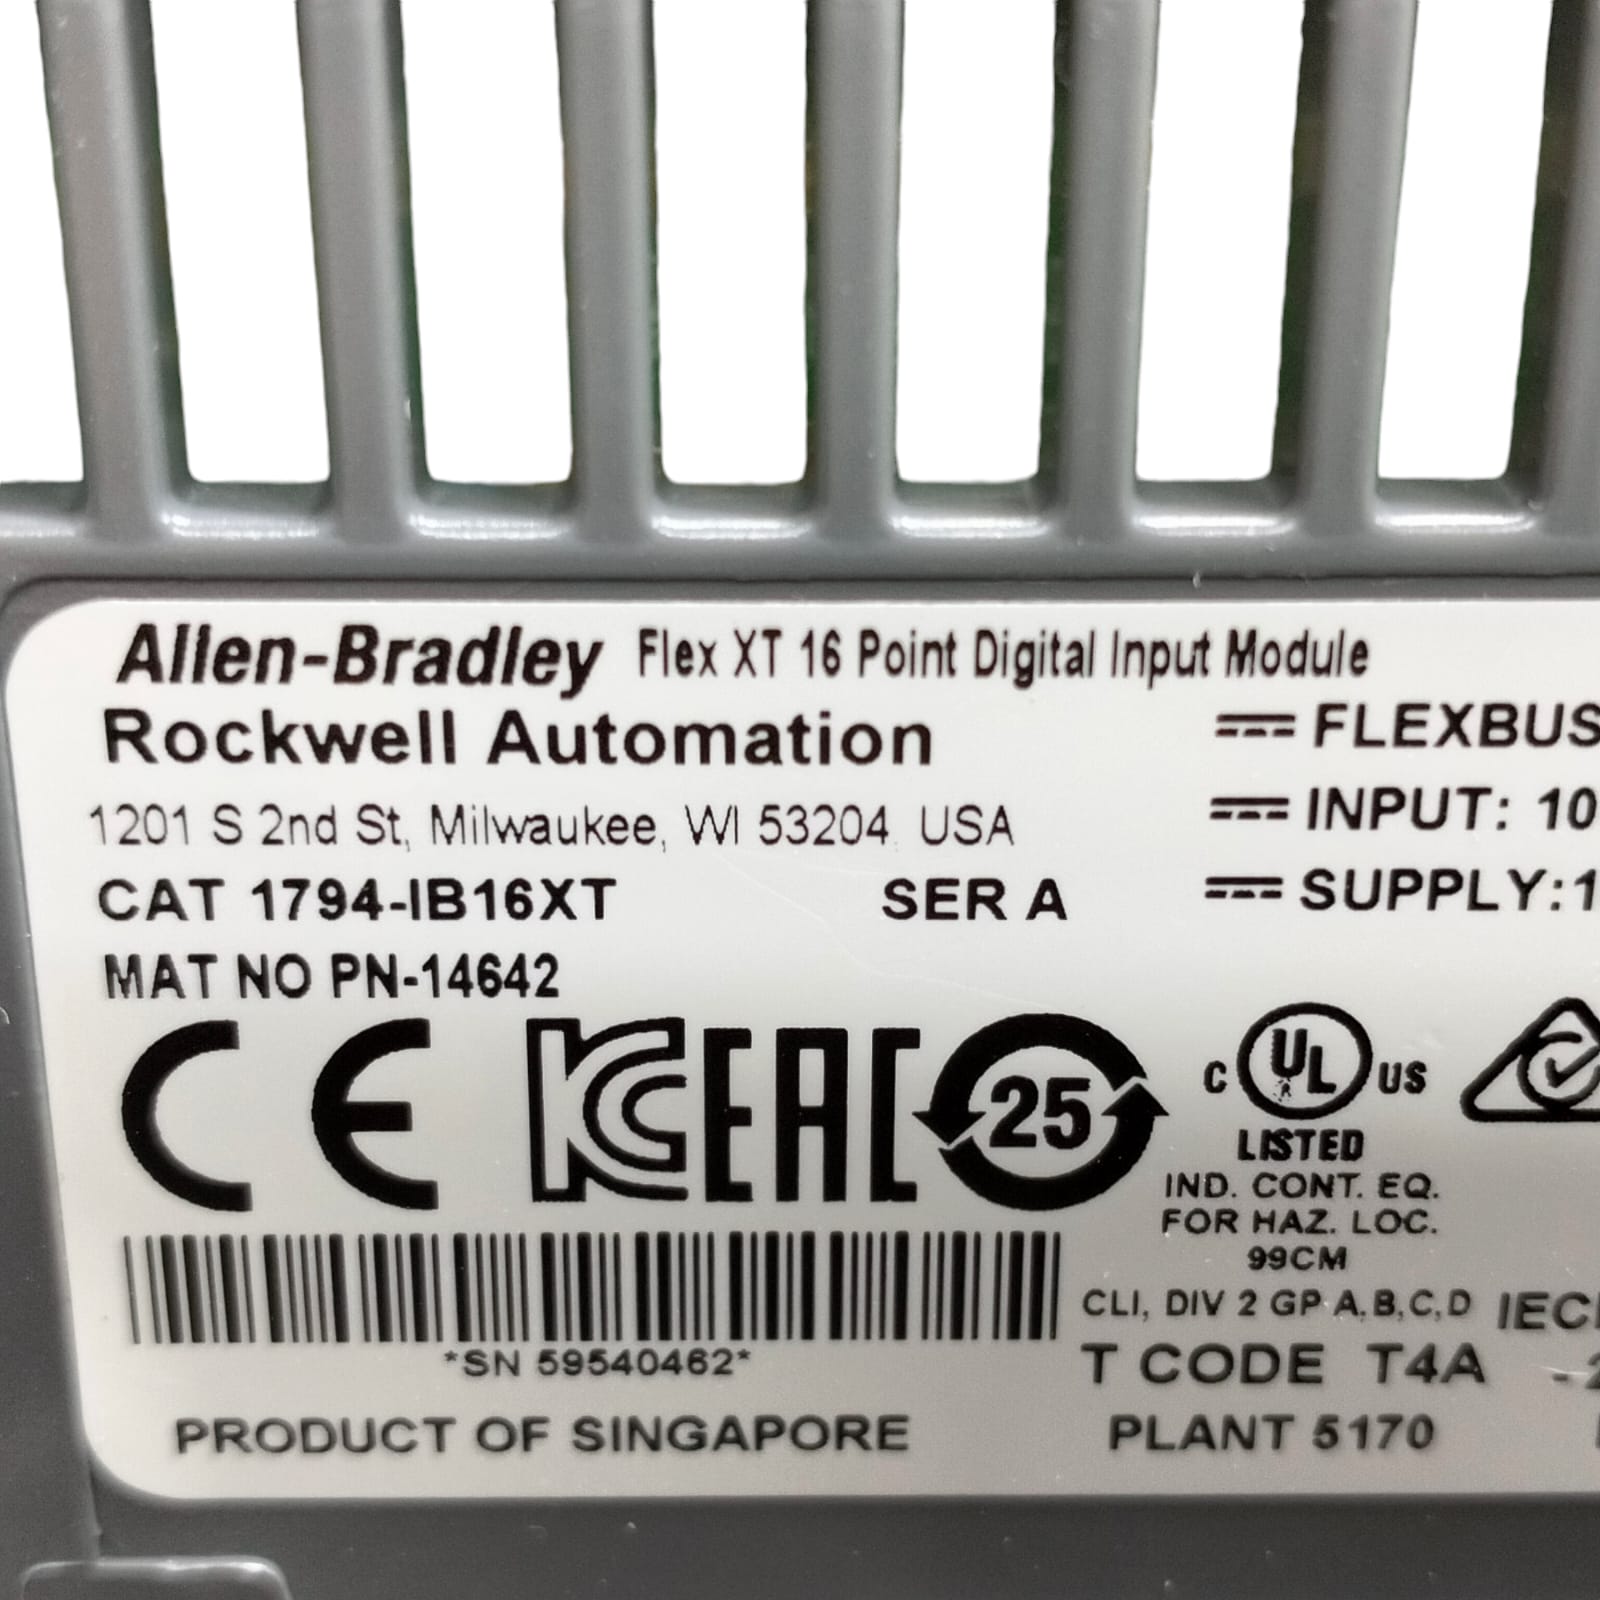 Allen-Bradley Flex XT 16 Point Digital Input Module
Rockwell Automation
FLEXBUS
1201 S 2nd St, Milwaukee, WI 53204 USA
INPUT: 10
CAT 1794-IB16XT SER A
SUPPLY:1
MAT NO PN-14642
CE KC EAC 25 C UL US
LISTED
IND. CONT. EQ.
FOR HAZ. LOC.
99CM
CLI, DIV 2 GP A,B,C,D
*SN 59540462*
T CODE T4A
PRODUCT OF SINGAPORE
PLANT 5170